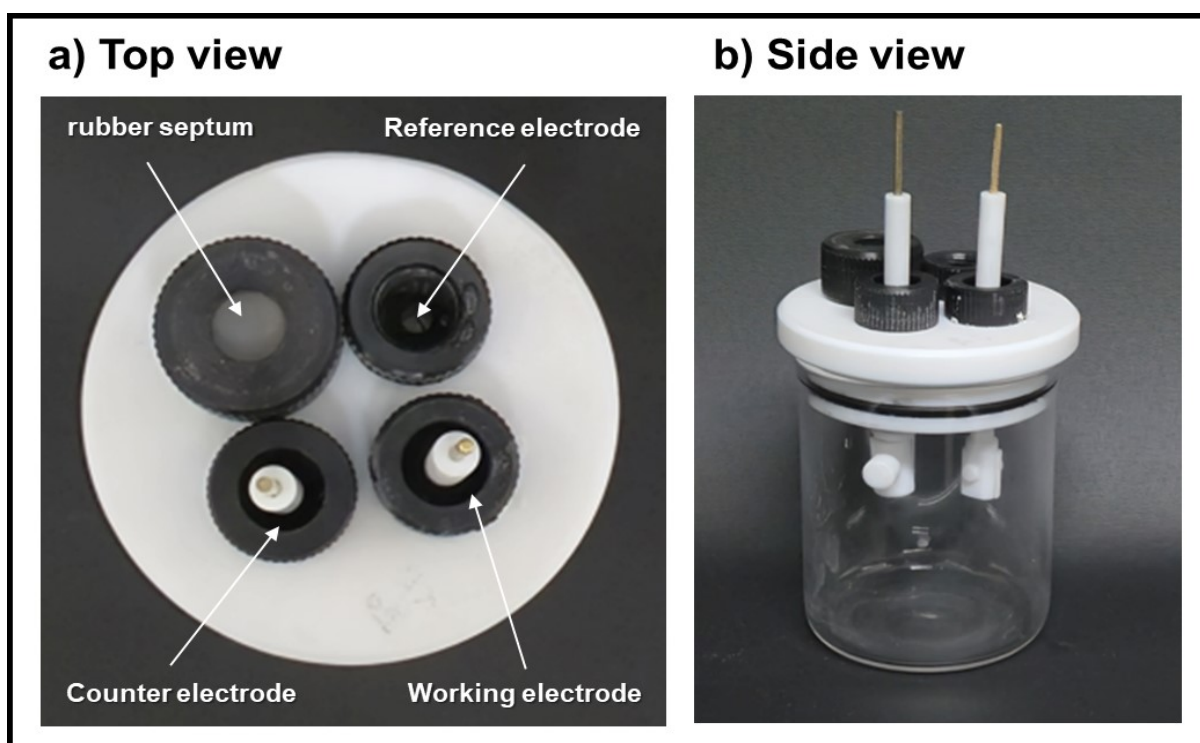 a) Top view
b) Side view
rubber septum
Reference electrode
Counter electrode
Working electrode